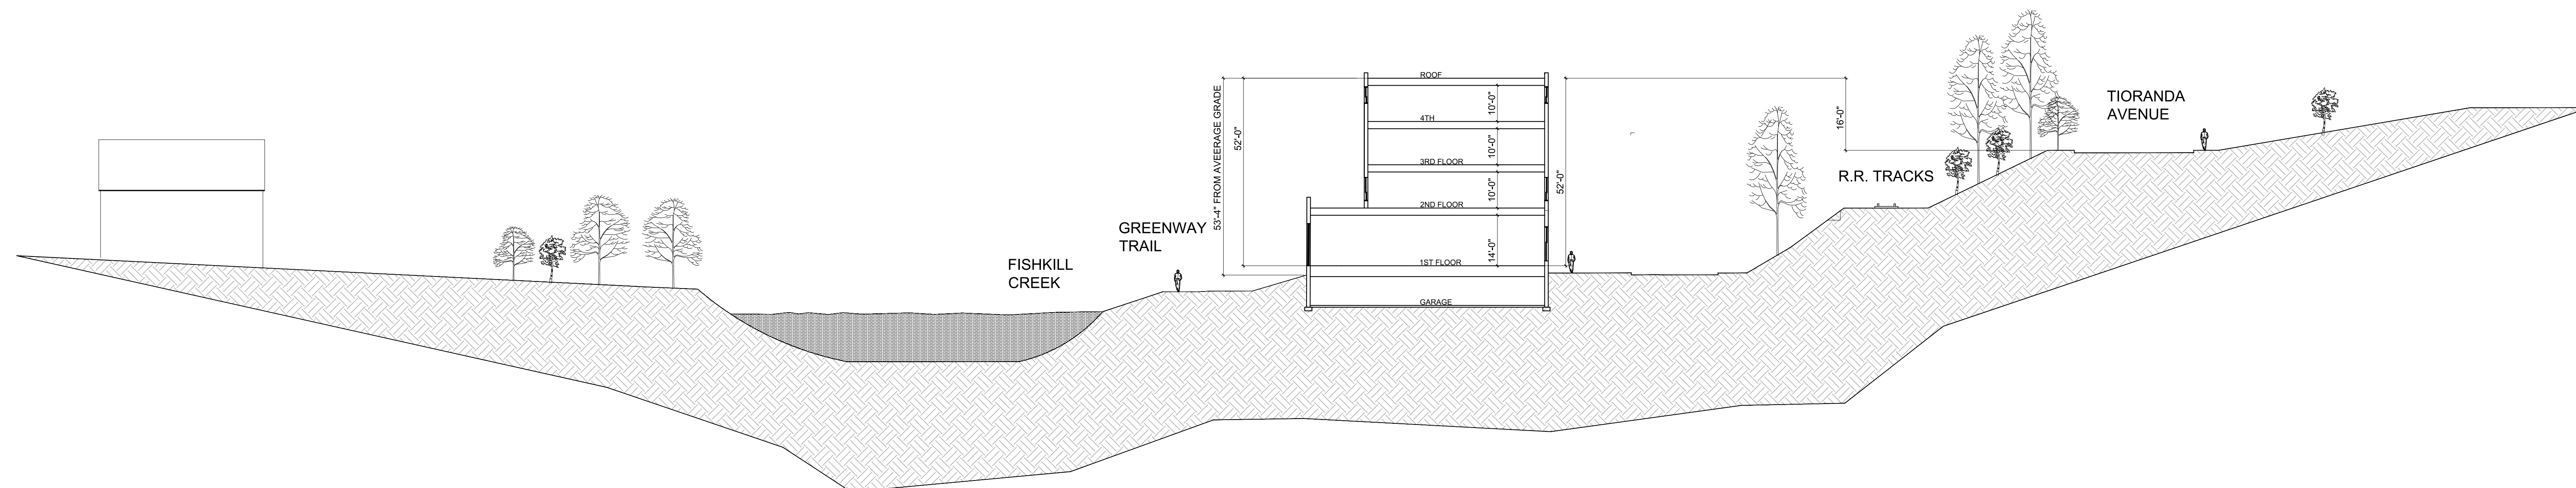 ROOF
4TH
3RD FLOOR
2ND FLOOR
1ST FLOOR
GARAGE
10'-0"
10'-0"
10'-0"
14'-0"
53'-4" FROM AVEERAGE GRADE
52'-0"
52'-0"
16'-0"
FISHKILL
CREEK
GREENWAY
TRAIL
R.R. TRACKS
TIORANDA
AVENUE